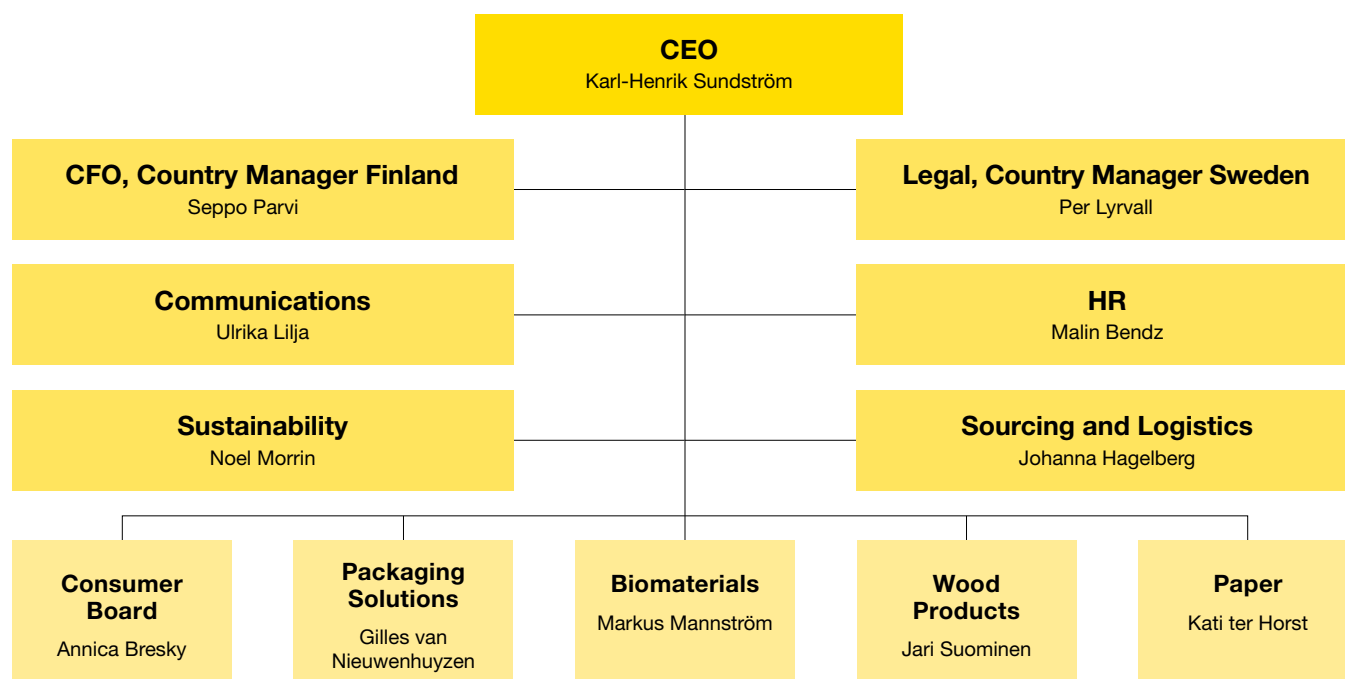 CEO
Karl-Henrik Sundström
CFO, Country Manager Finland
Seppo Parvi
Legal, Country Manager Sweden
Per Lyrvall
Communications
Ulrika Lilja
HR
Malin Bendz
Sustainability
Noel Morrin
Sourcing and Logistics
Johanna Hagelberg
Consumer
Board
Annica Bresky
Packaging
Solutions
Gilles van
Nieuwenhuyzen
Biomaterials
Markus Mannström
Wood
Products
Jari Suominen
Paper
Kati ter Horst